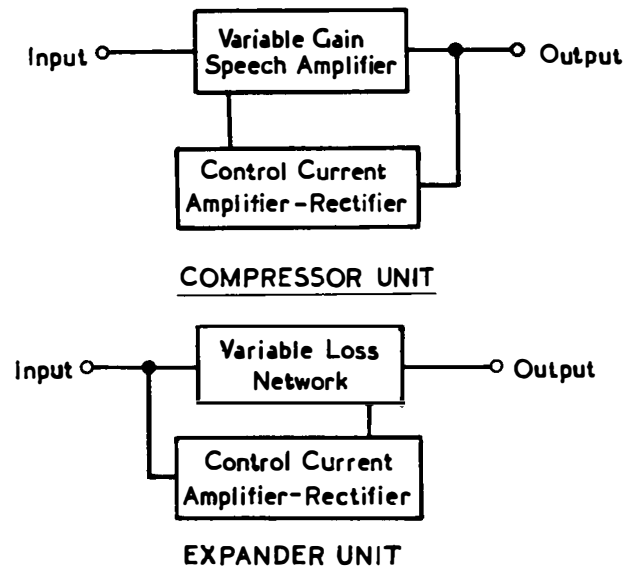 Input
Variable Gain
Speech Amplifier
Output
Control Current
Amplifier-Rectifier
COMPRESSOR UNIT
Input
Variable Loss
Network
Output
Control Current
Amplifier-Rectifier
EXPANDER UNIT